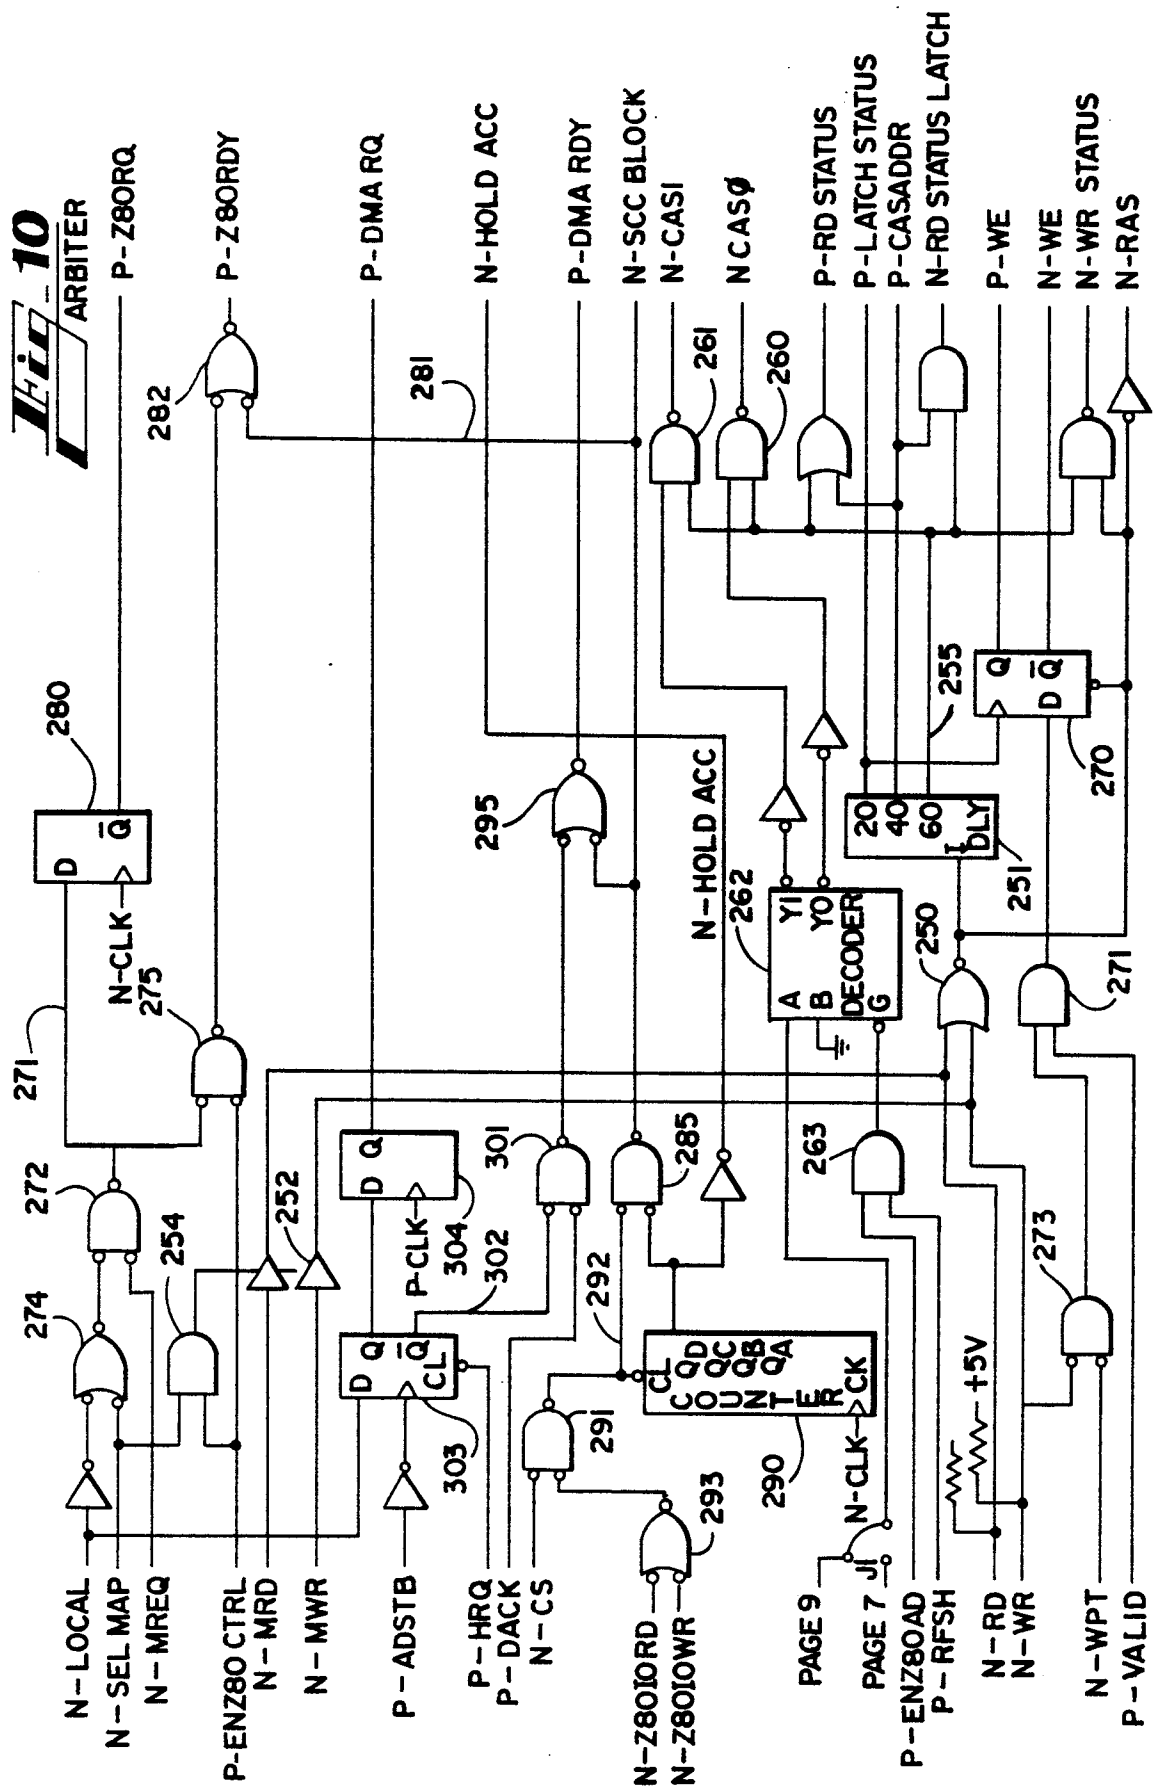 Fig-10
ARBITER
P-Z80RQ
P-Z80RDY
P-DMA RQ
N-HOLD ACC
P-DMA RDY
N-SCC BLOCK
N-CAS1
NCASØ
P-RD STATUS
P-LATCH STATUS
P-CASADDR
N-RD STATUS LATCH
P-WE
N-WE
N-WR STATUS
N-RAS
282
281
261
260
280
D
Q
N-CLK
271
275
295
N-HOLD ACC
262
A
B
Y1
Y0
DECODER
G
20
40
60
I
DLY
251
255
Q
D
Q
270
250
271
272
254
252
274
D Q
P-CLK
304
302
301
285
263
273
292
D
Q
Q
CL
303
291
CL
QD
QC
QB
QA
COUNTER
CK
290
N-CLK
293
+5V
J1
N-LOCAL
N-SEL MAP
N-MREQ
P-ENZ80 CTRL
N-MRD
N-MWR
P-ADSTB
P-HRQ
P-DACK
N-CS
N-Z80IORD
N-Z80IOWR
PAGE 9
PAGE 7
P-ENZ80AD
P-RFSH
N-RD
N-WR
N-WPT
P-VALID